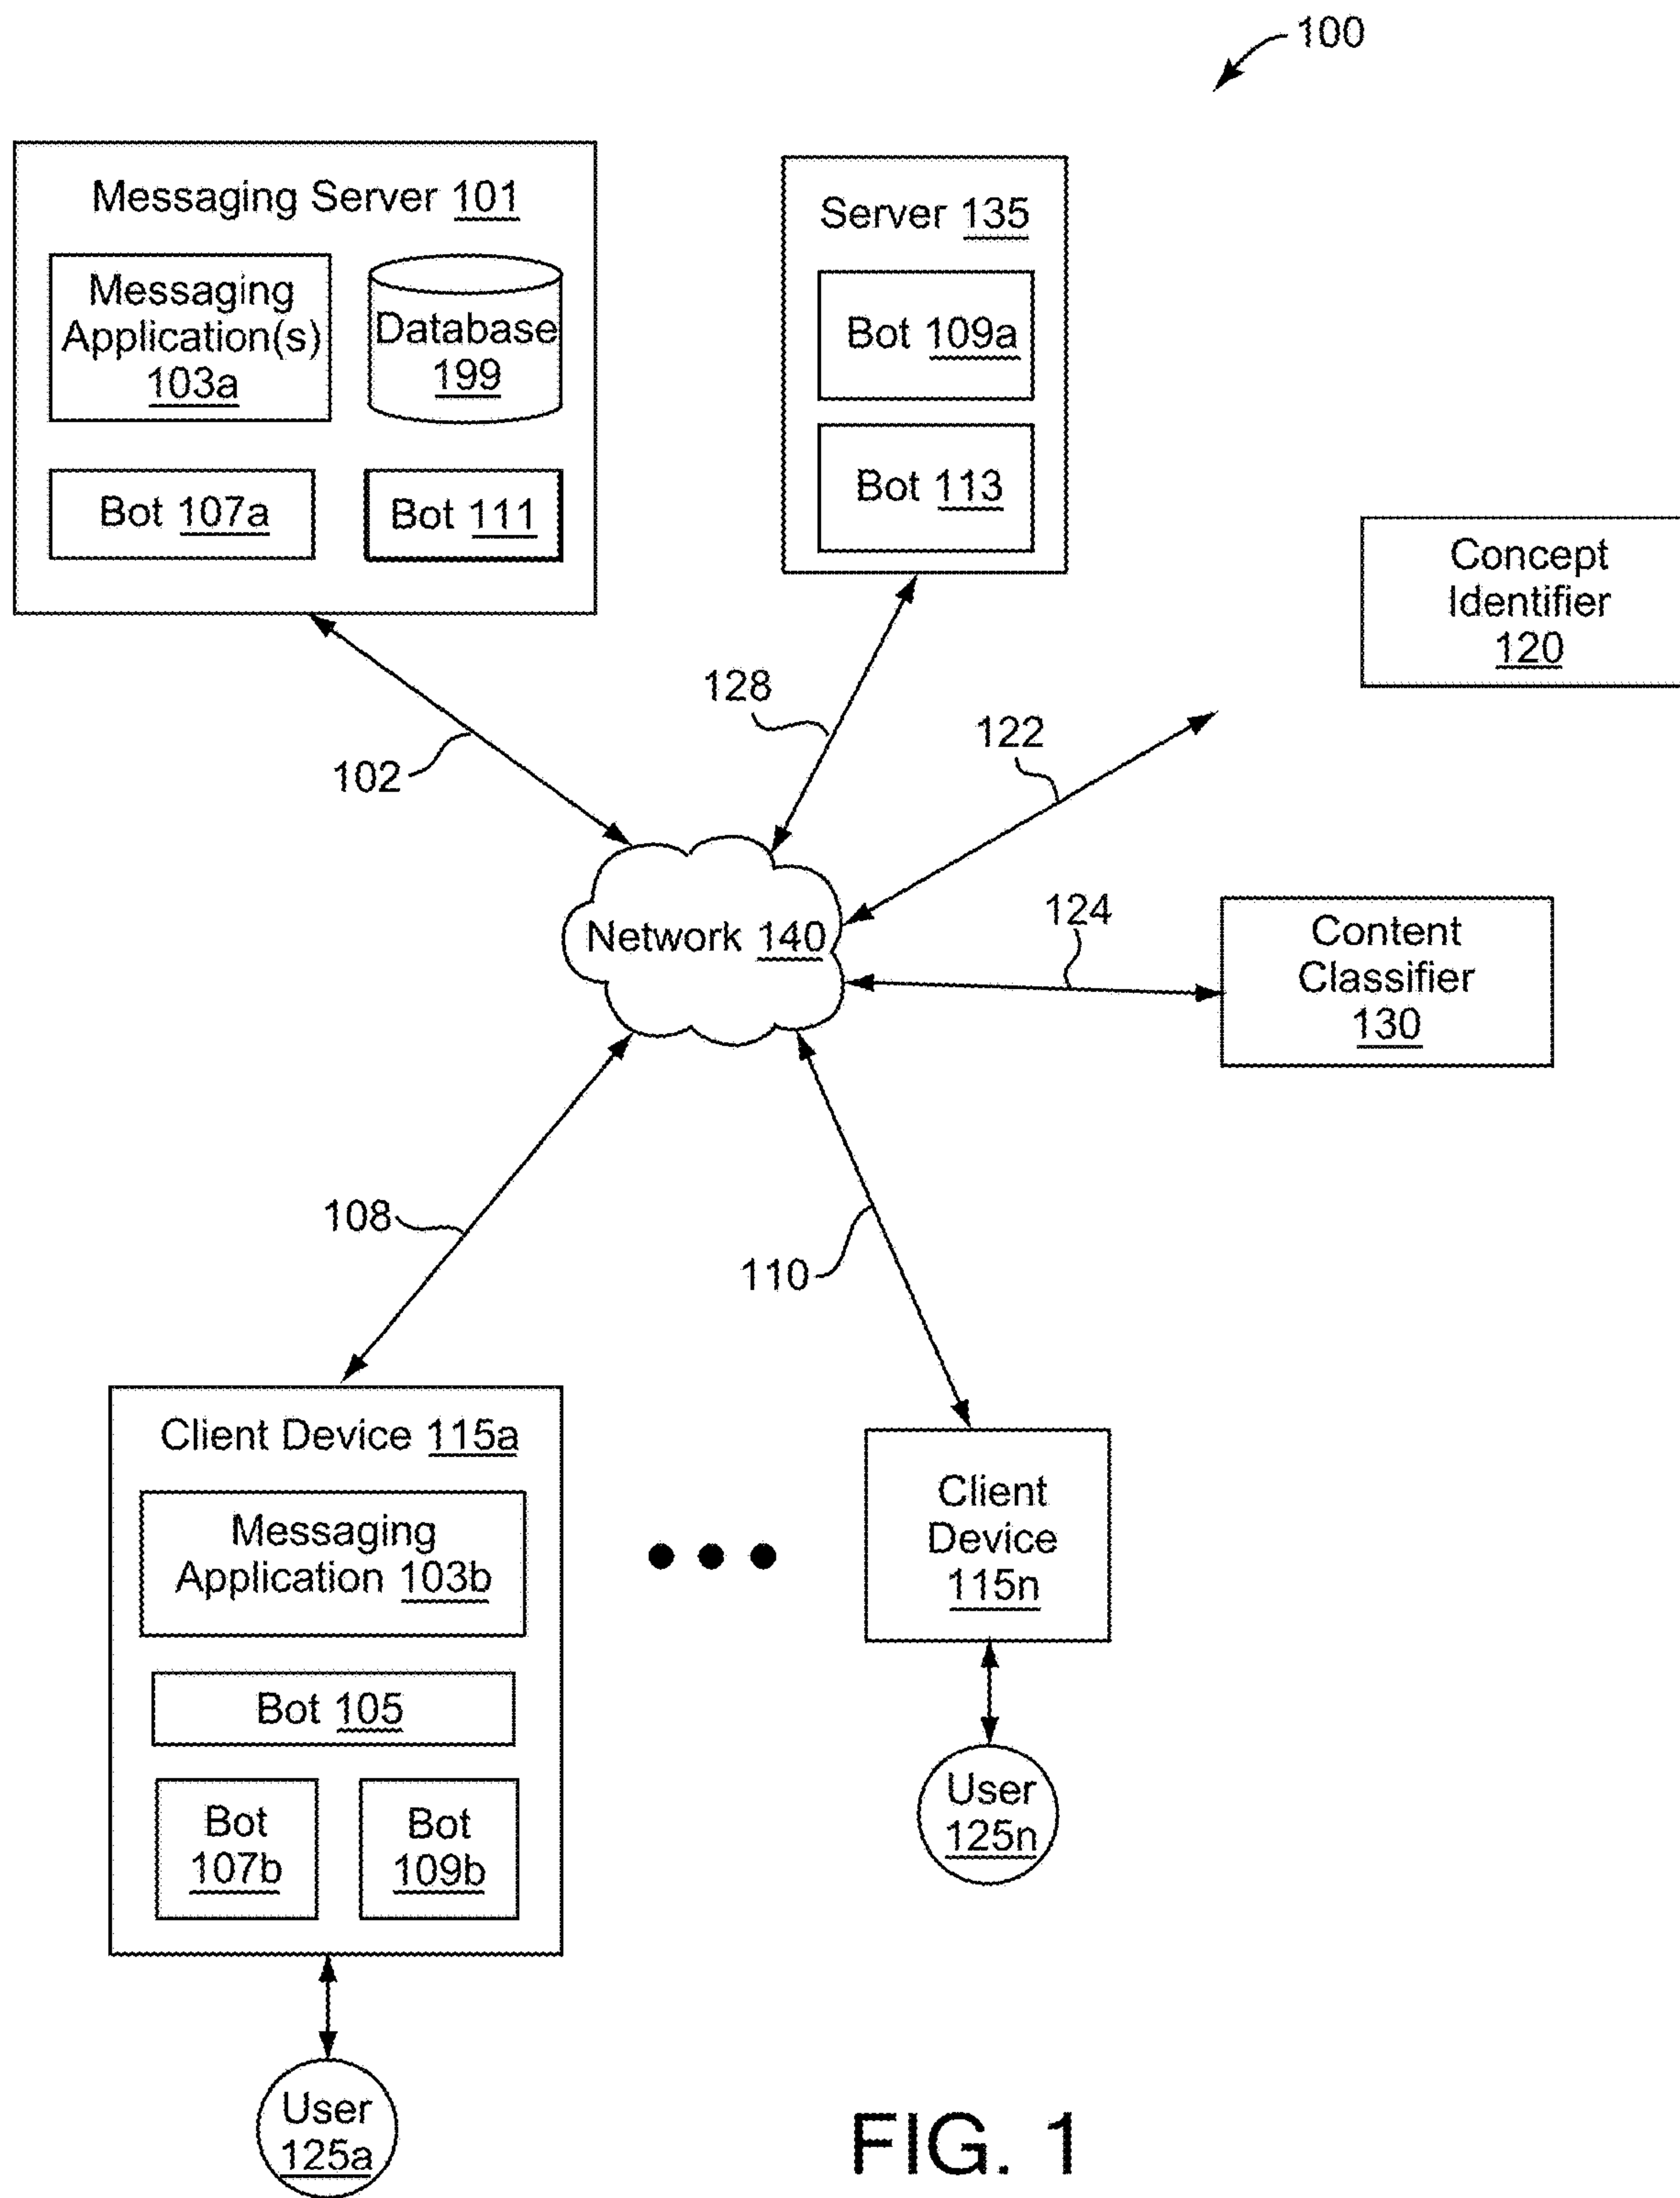 100
Messaging Server 101
Messaging
Application(s)
103a
Database
199
Bot 107a
Bot 111
Server 135
Bot 109a
Bot 113
Concept
Identifier
120
102
128
122
124
Network 140
Content
Classifier
130
108
110
Client Device 115a
Messaging
Application 103b
Bot 105
Bot
107b
Bot
109b
Client
Device
115n
User
125n
User
125a
FIG. 1